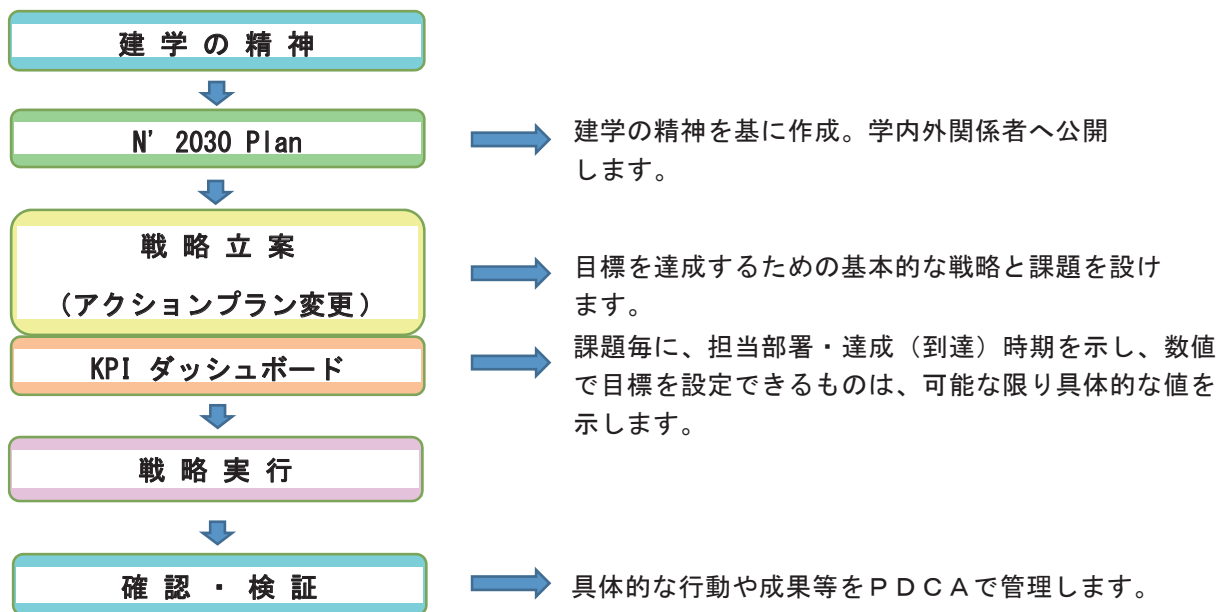 建学の精神
N' 2030 Plan
建学の精神を基に作成。学内外関係者へ公開
します。
戦略立案
（アクションプラン変更）
目標を達成するための基本的な戦略と課題を設け
ます。
KPI ダッシュボード
課題毎に、担当部署・達成（到達）時期を示し、数値
で目標を設定できるものは、可能な限り具体的な値を
示します。
戦略実行
確認・検証
具体的な行動や成果等をＰＤＣＡで管理します。